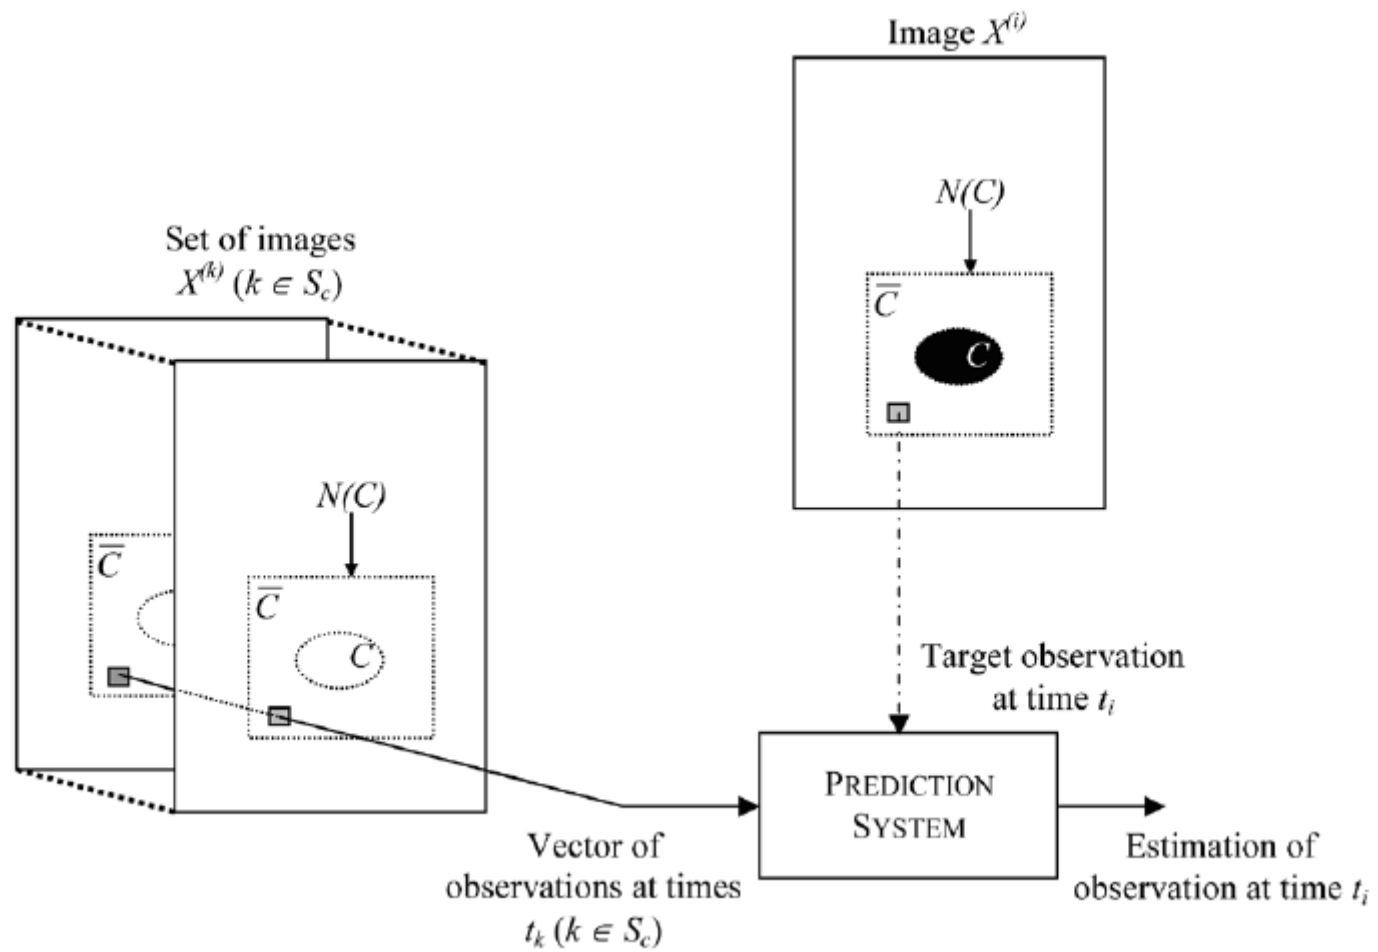 Image X⁽ⁱ⁾
N(C)
C̅
C
Set of images
X⁽ᵏ⁾ (k ∈ S_c)
N(C)
C̅
C̅
C
Target observation
at time t_i
PREDICTION
SYSTEM
Vector of
observations at times
t_k (k ∈ S_c)
Estimation of
observation at time t_i